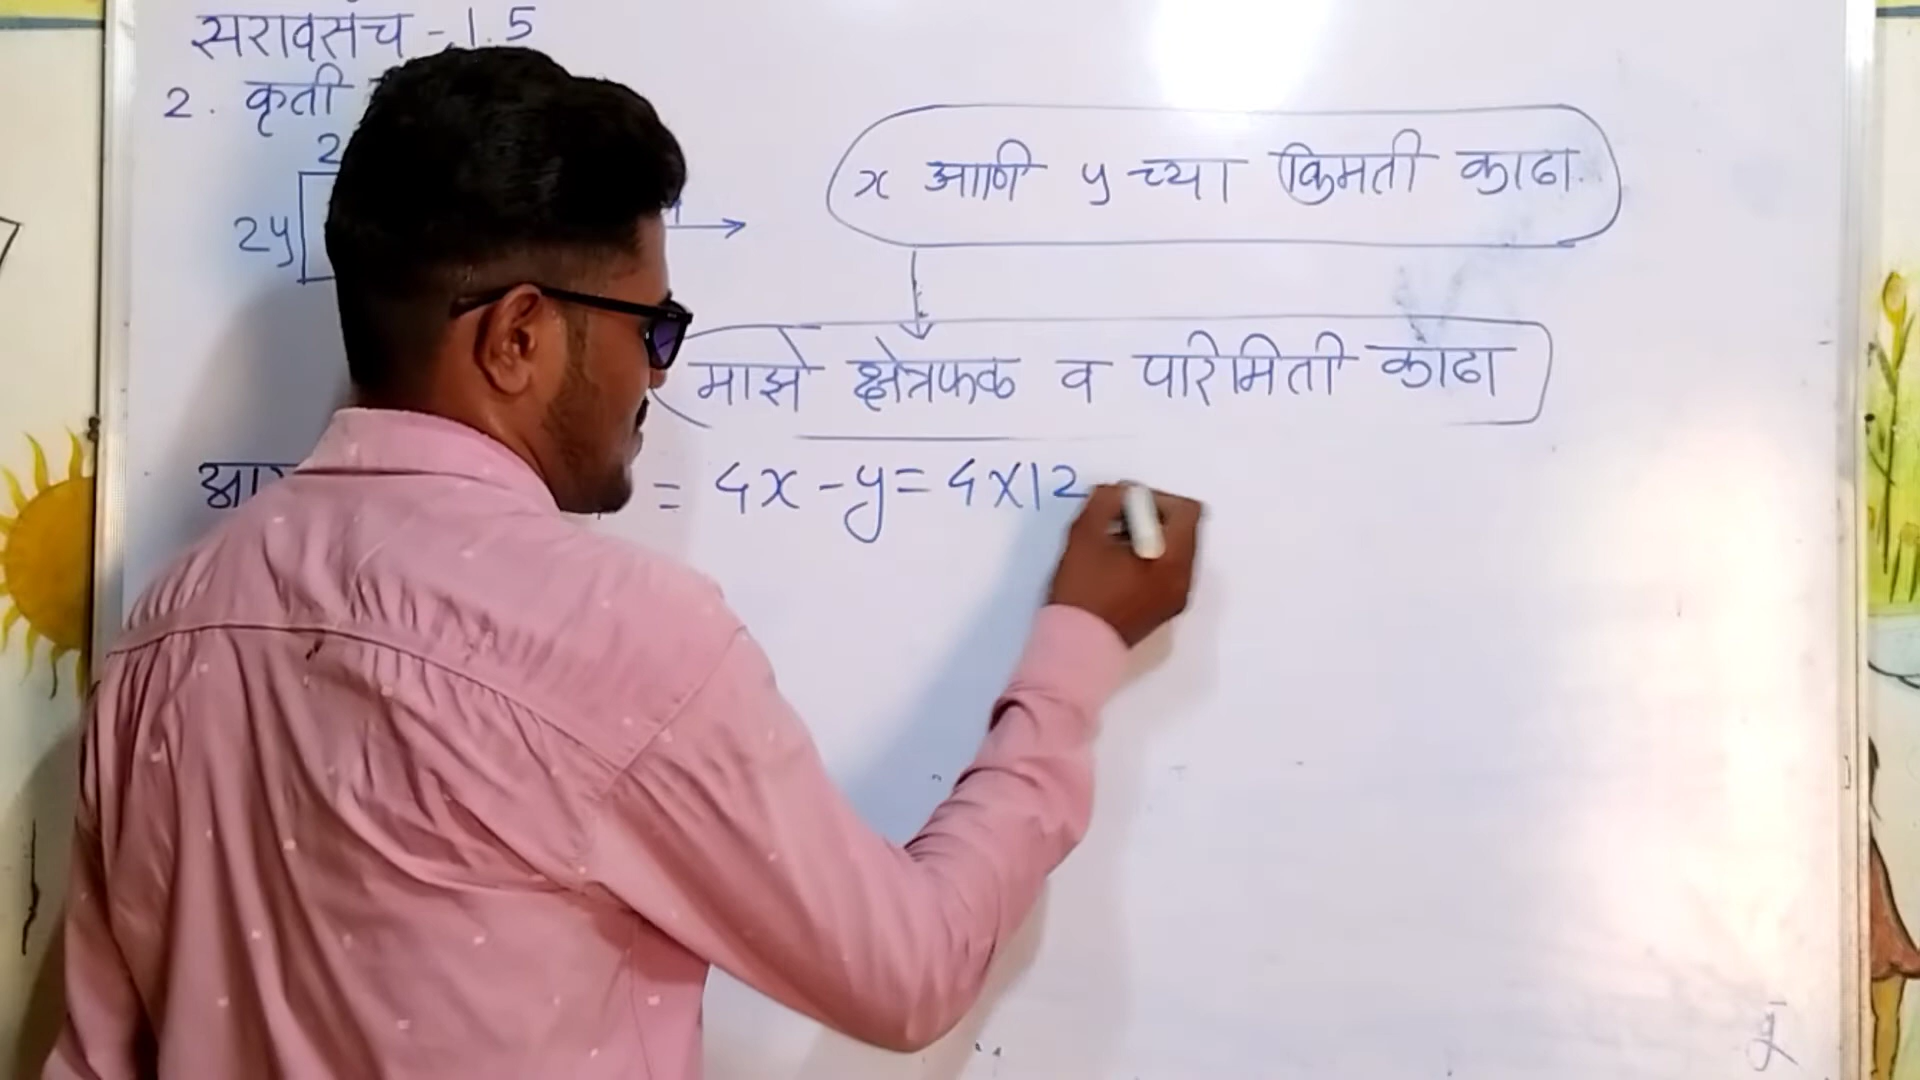 सरावसंच - 1.5
2. कृती
2
2y
x आणि y च्या किमती काढा.
माझे क्षेत्रफळ व परिमिती काढा
= 4x - y = 4x12